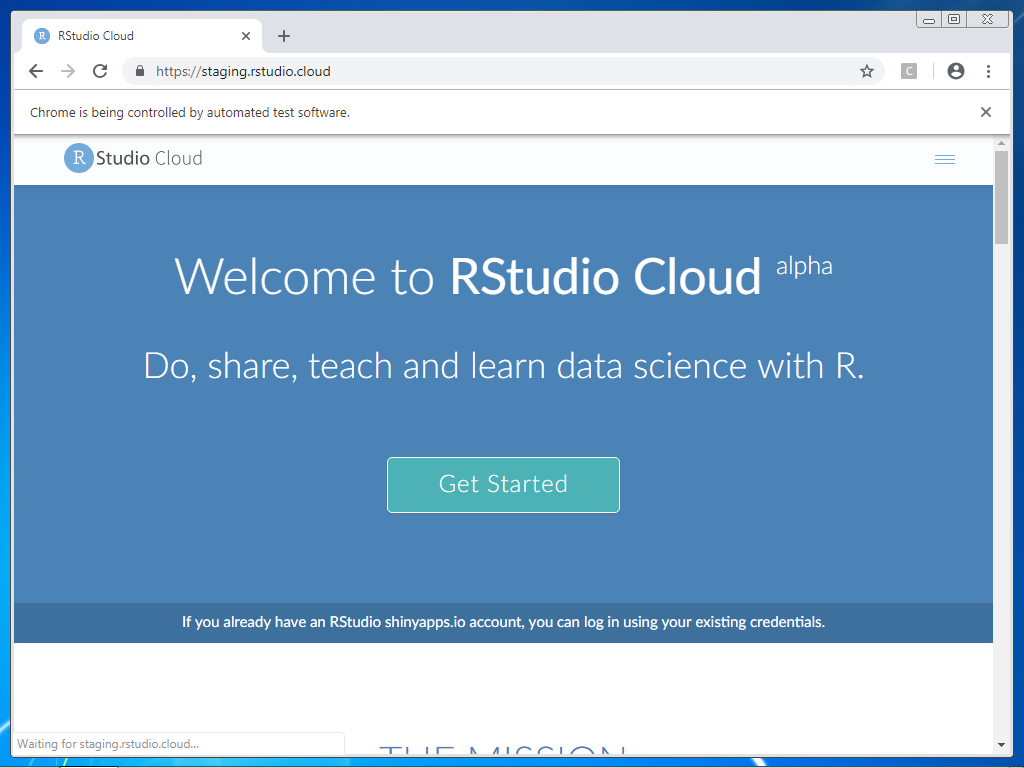 RStudio Cloud
https://staging.rstudio.cloud
Chrome is being controlled by automated test software.
R Studio Cloud
Welcome to RStudio Cloud alpha
Do, share, teach and learn data science with R.
Get Started
If you already have an RStudio shinyapps.io account, you can log in using your existing credentials.
THE MISSION
Waiting for staging.rstudio.cloud...